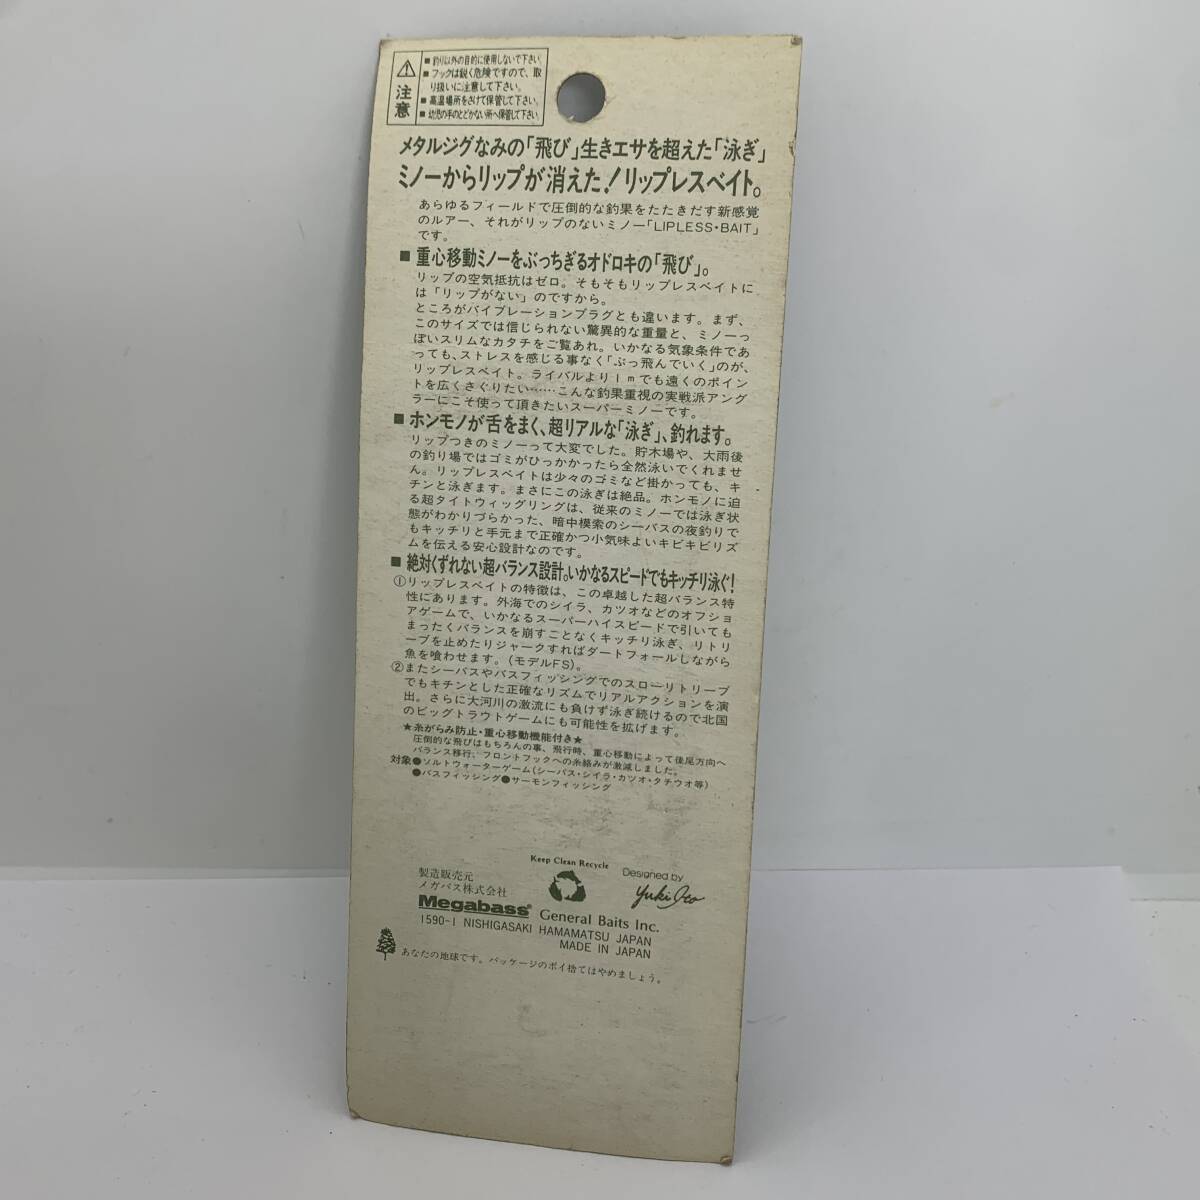 注意
■釣り以外の目的に使用しないで下さい。
■フックは鋭く危険ですので、取
り扱いに注意して下さい。
■高温場所をさけて保管して下さい。
■幼児の手のとどかない所へ保管して下さい。
メタルジグなみの「飛び」生きエサを超えた「泳ぎ」
ミノーからリップが消えた!リップレスベイト。
あらゆるフィールドで圧倒的な釣果をたたきだす新感覚
のルアー、それがリップのないミノー「LIPLESS・BAIT」
です。
■重心移動ミノーをぶっちぎるオドロキの「飛び」。
リップの空気抵抗はゼロ。そもそもリップレスベイトに
は「リップがない」のですから。
ところがバイブレーションプラグとも違います。まず、
このサイズでは信じられない驚異的な重量と、ミノーっ
ぽいスリムなカタチをご覧あれ。いかなる気象条件であ
っても、ストレスを感じる事なく「ぶっ飛んでいく」のが、
リップレスベイト。ライバルより1mでも遠くのポイン
トを広くさぐりたい……こんな釣果重視の実戦派アング
ラーにこそ使って頂きたいスーパーミノーです。
■ホンモノが舌をまく、超リアルな「泳ぎ」、釣れます。
リップつきのミノーって大変でした。貯木場や、大雨後
の釣り場ではゴミがひっかかったら全然泳いでくれませ
ん。リップレスベイトは少々のゴミなど掛かっても、キ
チンと泳ぎます。まさにこの泳ぎは絶品。ホンモノに迫
る超タイトウィッグリングは、従来のミノーでは泳ぎ状
態がわかりづらかった、暗中模索のシーバスの夜釣りで
もキッチリと手元まで正確かつ小気味よいキビキビリズ
ムを伝える安心設計なのです。
■絶対くずれない超バランス設計。いかなるスピードでもキッチリ泳ぐ!
①リップレスベイトの特徴は、この卓越した超バランス特
性にあります。外海でのシイラ、カツオなどのオフショ
アゲームで、いかなるスーパーハイスピードで引いても
まったくバランスを崩すことなくキッチリ泳ぎ、リトリ
ーブを止めたりジャークすればダートフォールしながら
魚を喰わせます。(モデルFS)。
②またシーバスやバスフィッシングでのスローリトリーブ
でもキチンとした正確なリズムでリアルアクションを演
出。さらに大河川の激流にも負けず泳ぎ続けるので北国
のビッグトラウトゲームにも可能性を拡げます。
★糸がらみ防止・重心移動機能付き★
圧倒的な飛びはもちろんの事、飛行時、重心移動によって後尾方向へ
バランス移行、フロントフックへの糸絡みが激減しました。
対象●ソルトウォーターゲーム(シーバス・シイラ・カツオ・タチウオ等)
●バスフィッシング●サーモンフィッシング
Keep Clean Recycle
製造販売元
メガバス株式会社
Designed by
Yuki Ito
Megabass® General Baits Inc.
1590-1 NISHIGASAKI HAMAMATSU JAPAN
MADE IN JAPAN
あなたの地球です。パッケージのポイ捨てはやめましょう。